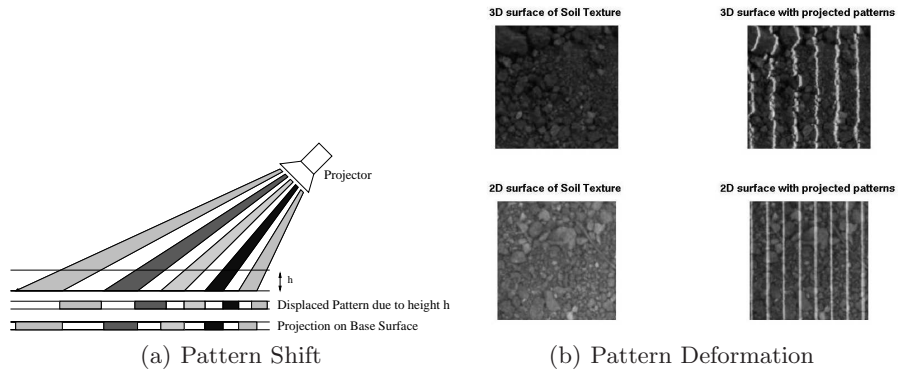 Projector
h
Displaced Pattern due to height h
Projection on Base Surface
(a) Pattern Shift
3D surface of Soil Texture
3D surface with projected patterns
2D surface of Soil Texture
2D surface with projected patterns
(b) Pattern Deformation